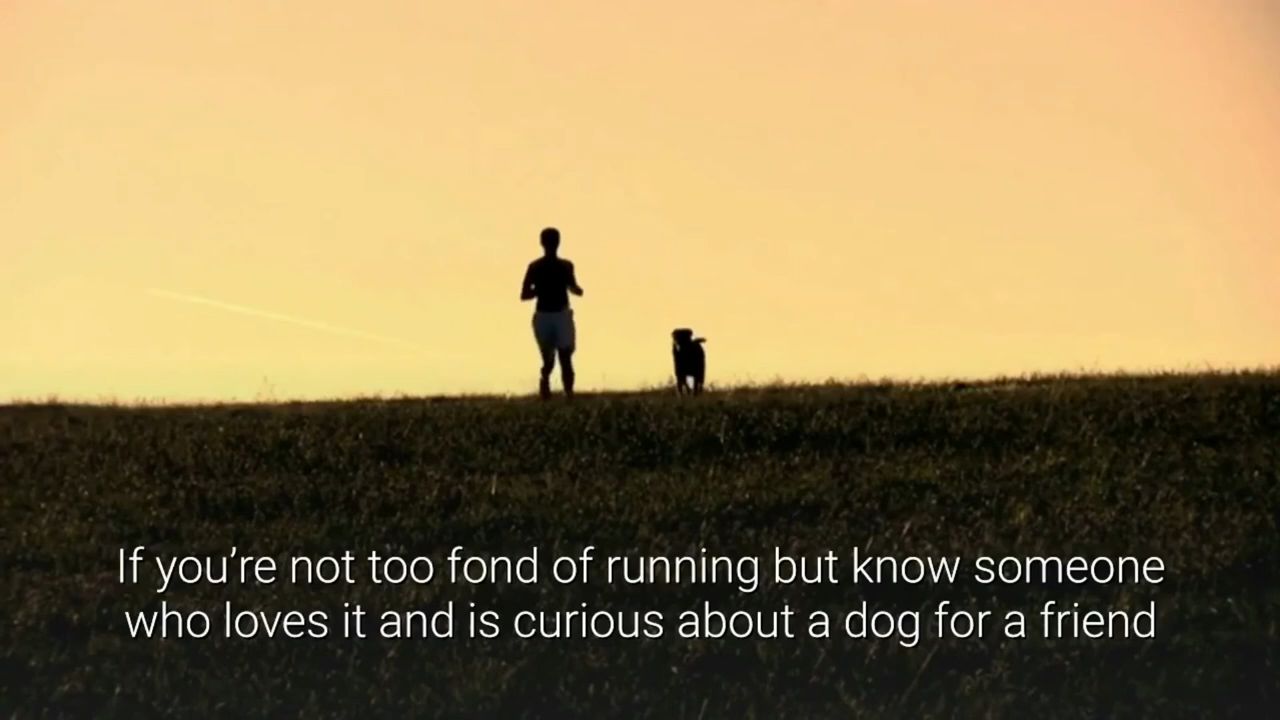 If you’re not too fond of running but know someone
who loves it and is curious about a dog for a friend